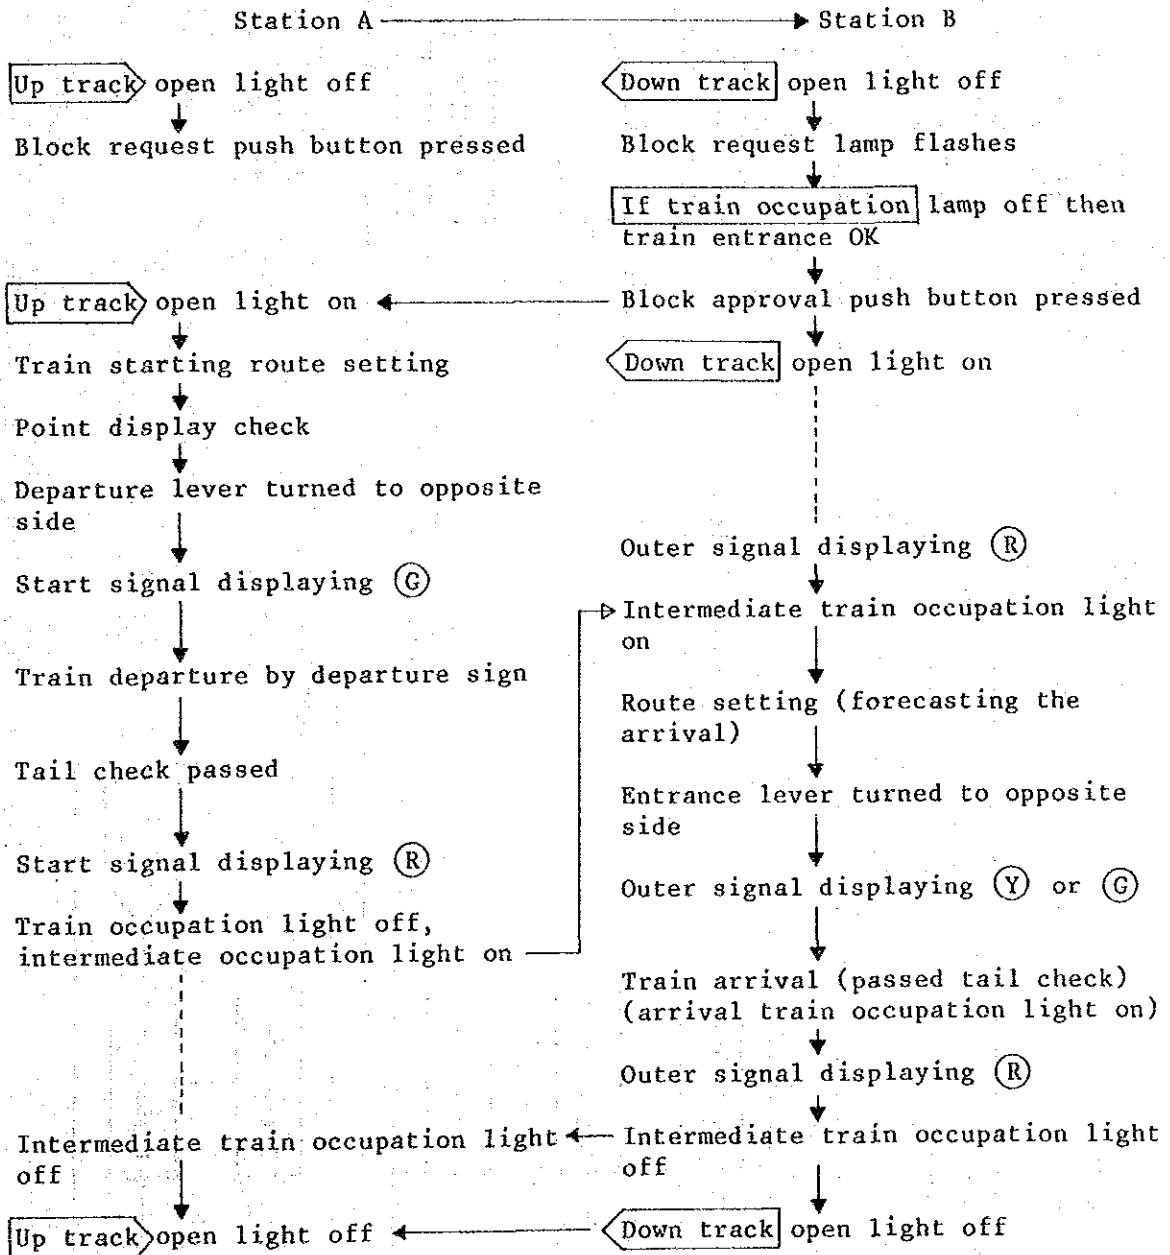 Station A Station B
Up track open light off
Block request push button pressed
Up track open light on
Train starting route setting
Point display check
Departure lever turned to opposite
side
Start signal displaying G
Train departure by departure sign
Tail check passed
Start signal displaying R
Train occupation light off,
intermediate occupation light on
Intermediate train occupation light
off
Up track open light off
Down track open light off
Block request lamp flashes
If train occupation lamp off then
train entrance OK
Block approval push button pressed
Down track open light on
Outer signal displaying R
Intermediate train occupation light
on
Route setting (forecasting the
arrival)
Entrance lever turned to opposite
side
Outer signal displaying Y or G
Train arrival (passed tail check)
(arrival train occupation light on)
Outer signal displaying R
Intermediate train occupation light
off
Down track open light off